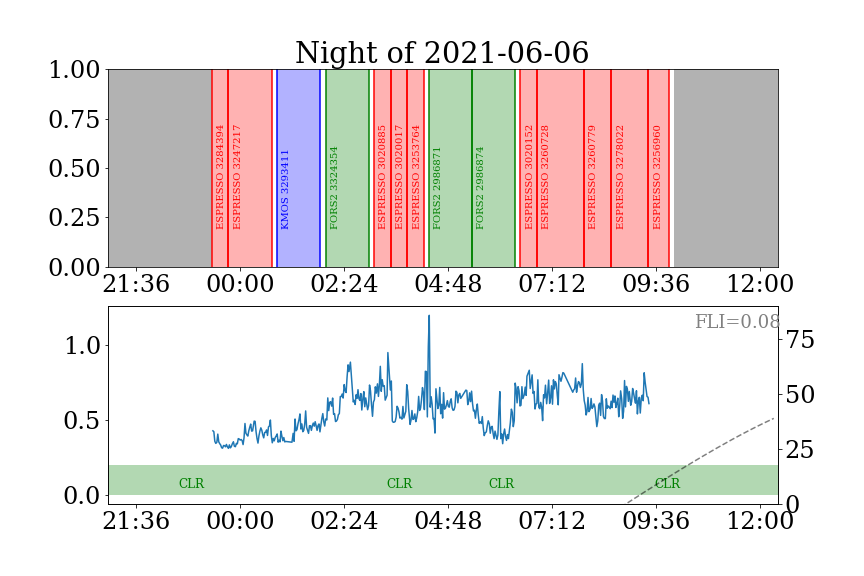 Night of 2021-06-06
1.00
0.75
0.50
0.25
0.00
ESPRESSO 3284394
ESPRESSO 3247217
KMOS 3293411
FORS2 3324354
ESPRESSO 3020885
ESPRESSO 3020017
ESPRESSO 3253764
FORS2 2986871
FORS2 2986874
ESPRESSO 3020152
ESPRESSO 3260728
ESPRESSO 3260779
ESPRESSO 3278022
ESPRESSO 3256960
21:36 00:00 02:24 04:48 07:12 09:36 12:00
FLI=0.08
1.0
0.5
0.0
75
50
25
0
CLR CLR CLR CLR
21:36 00:00 02:24 04:48 07:12 09:36 12:00